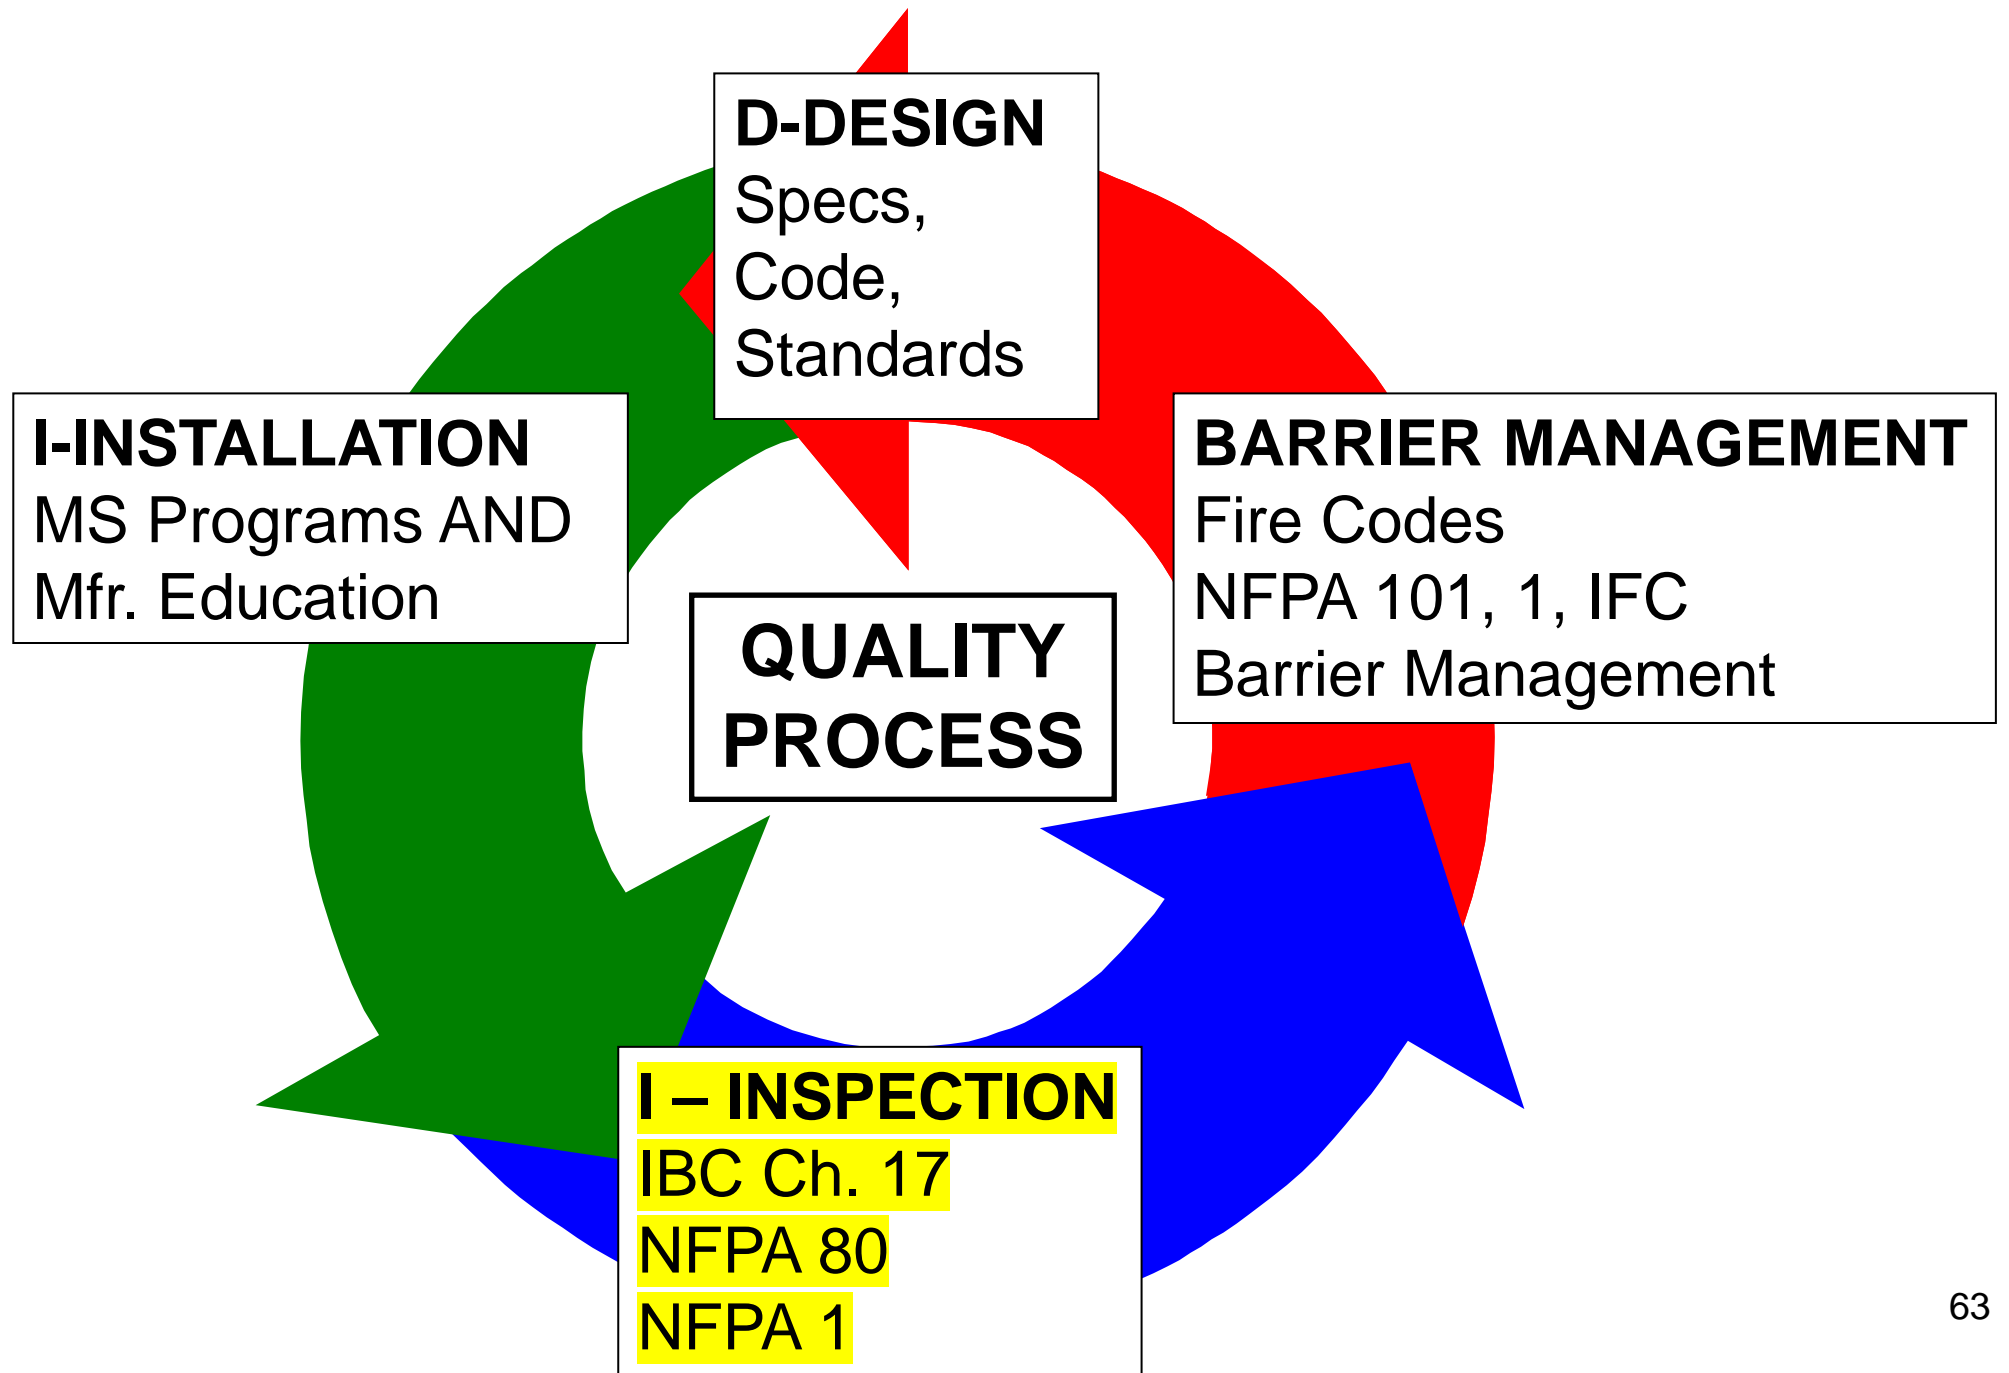 D-DESIGN
Specs,
Code,
Standards
I-INSTALLATION
MS Programs AND
Mfr. Education
BARRIER MANAGEMENT
Fire Codes
NFPA 101, 1, IFC
Barrier Management
QUALITY
PROCESS
I – INSPECTION
IBC Ch. 17
NFPA 80
NFPA 1
63